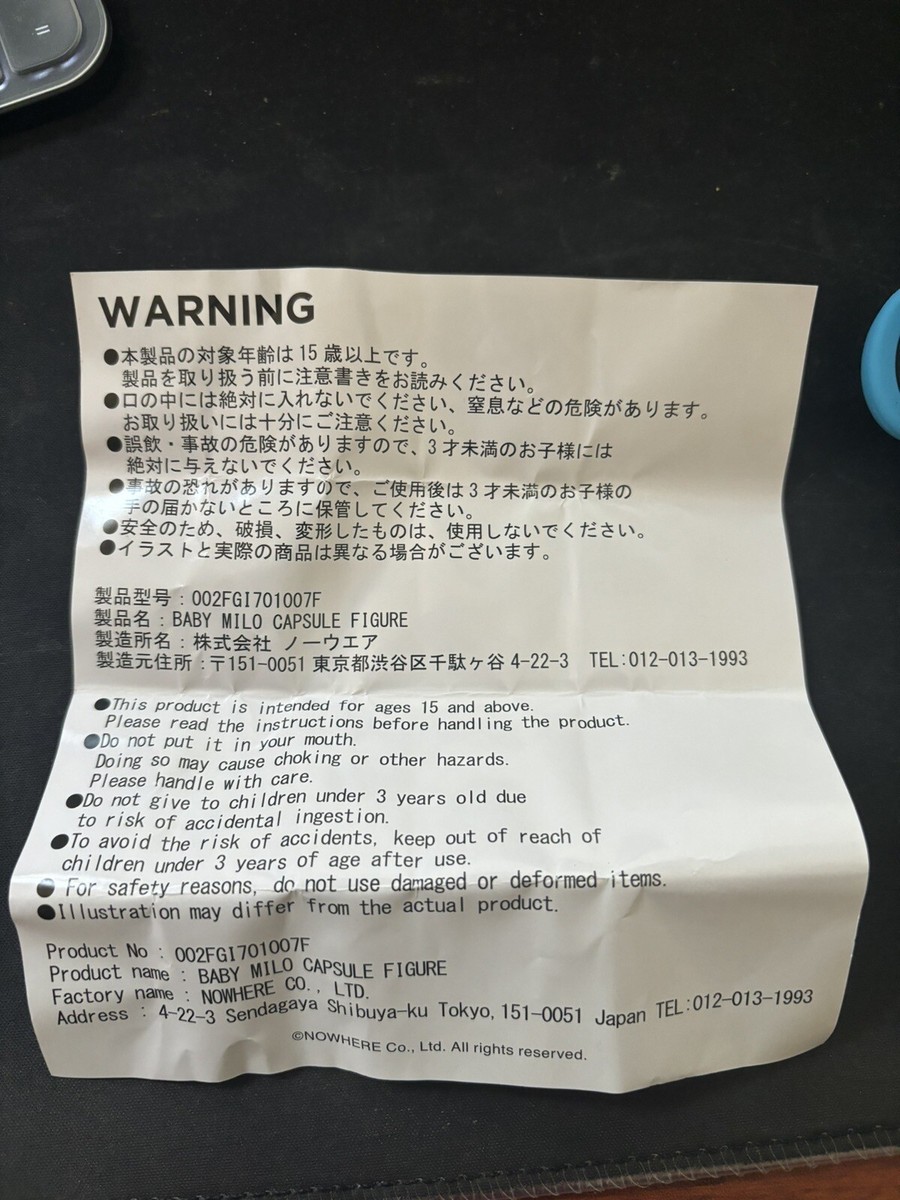 WARNING
●本製品の対象年齢は15歳以上です。
製品を取り扱う前に注意書きをお読みください。
●口の中には絶対に入れないでください、窒息などの危険があります。
お取り扱いには十分にご注意ください。
●誤飲・事故の危険がありますので、3才未満のお子様には
絶対に与えないでください。
●事故の恐れがありますので、ご使用後は3才未満のお子様の
手の届かないところに保管してください。
●安全のため、破損、変形したものは、使用しないでください。
●イラストと実際の商品は異なる場合がございます。
製品型号：002FGI701007F
製品名：BABY MILO CAPSULE FIGURE
製造所名：株式会社 ノーウエア
製造元住所：〒151-0051 東京都渋谷区千駄ヶ谷 4-22-3 TEL:012-013-1993
●This product is intended for ages 15 and above.
Please read the instructions before handling the product.
●Do not put it in your mouth.
Doing so may cause choking or other hazards.
Please handle with care.
●Do not give to children under 3 years old due
to risk of accidental ingestion.
●To avoid the risk of accidents, keep out of reach of
children under 3 years of age after use.
● For safety reasons, do not use damaged or deformed items.
●Illustration may differ from the actual product.
Product No : 002FGI701007F
Product name : BABY MILO CAPSULE FIGURE
Factory name : NOWHERE CO., LTD.
Address : 4-22-3 Sendagaya Shibuya-ku Tokyo, 151-0051 Japan TEL:012-013-1993
©NOWHERE Co., Ltd. All rights reserved.